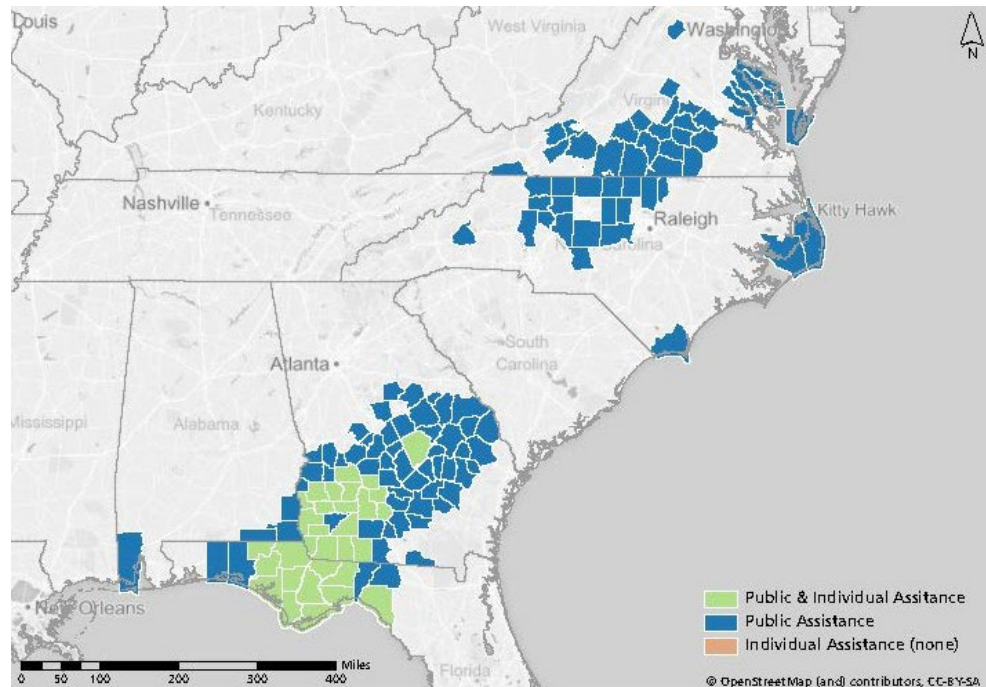 Louis
West Virginia
Washington
D.C.
N
Kentucky
Virginia
Nashville
Tennessee
Raleigh
Kitty Hawk
North Carolina
Atlanta
South
Carolina
Mississippi
Alabama
New Orleans
Florida
Public & Individual Assitance
Public Assistance
Individual Assistance (none)
Miles
0 50 100 200 300 400
© OpenStreetMap (and) contributors, CC-BY-SA